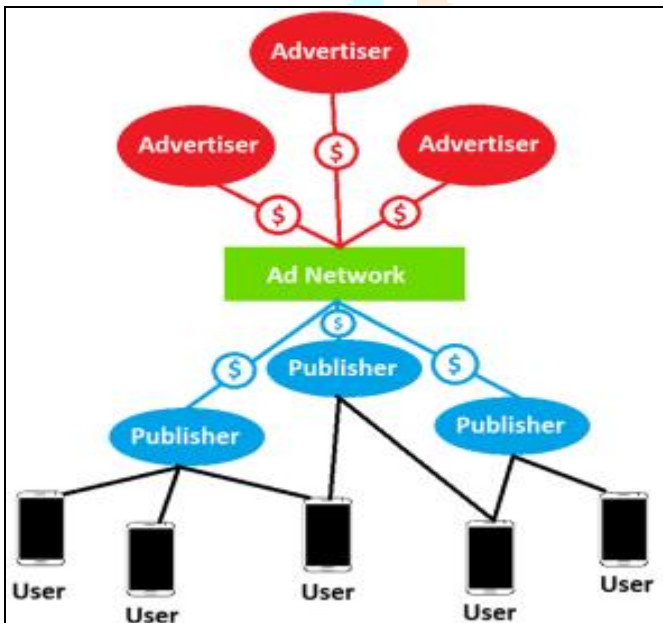 Advertiser
Advertiser
Advertiser
$
$
$
Ad Network
$
$
$
Publisher
Publisher
Publisher
User
User
User
User
User